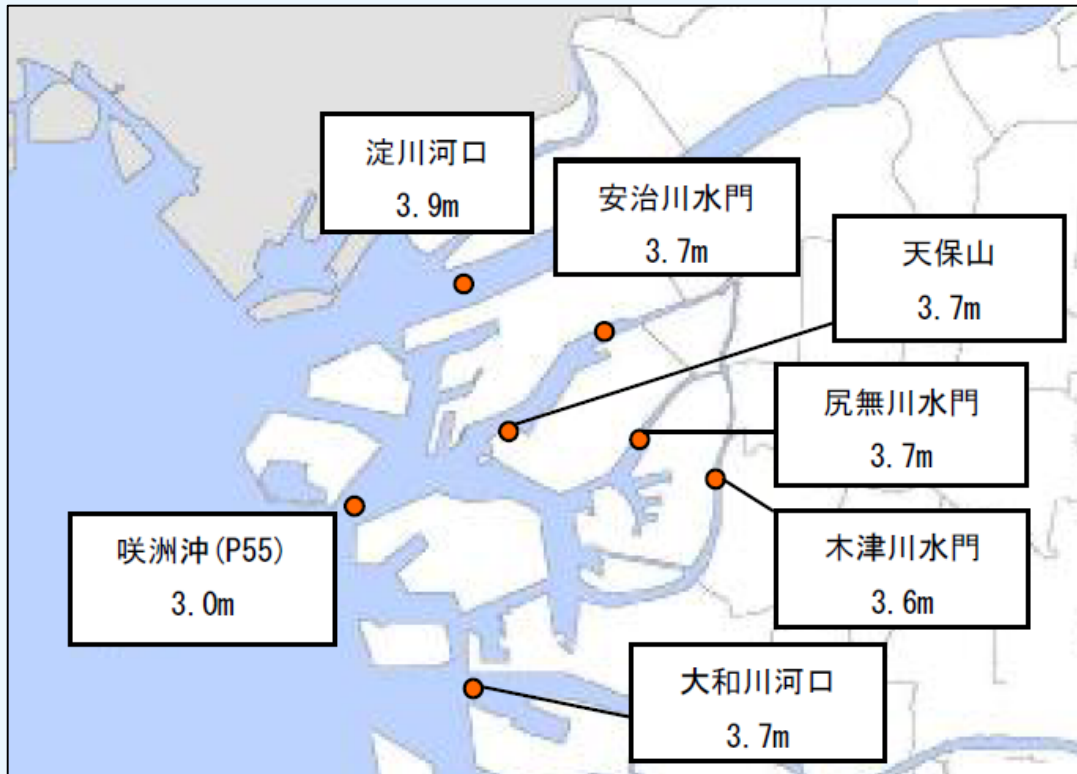 淀川河口
3.9m
安治川水門
3.7m
天保山
3.7m
尻無川水門
3.7m
咲洲沖(P55)
3.0m
木津川水門
3.6m
大和川河口
3.7m